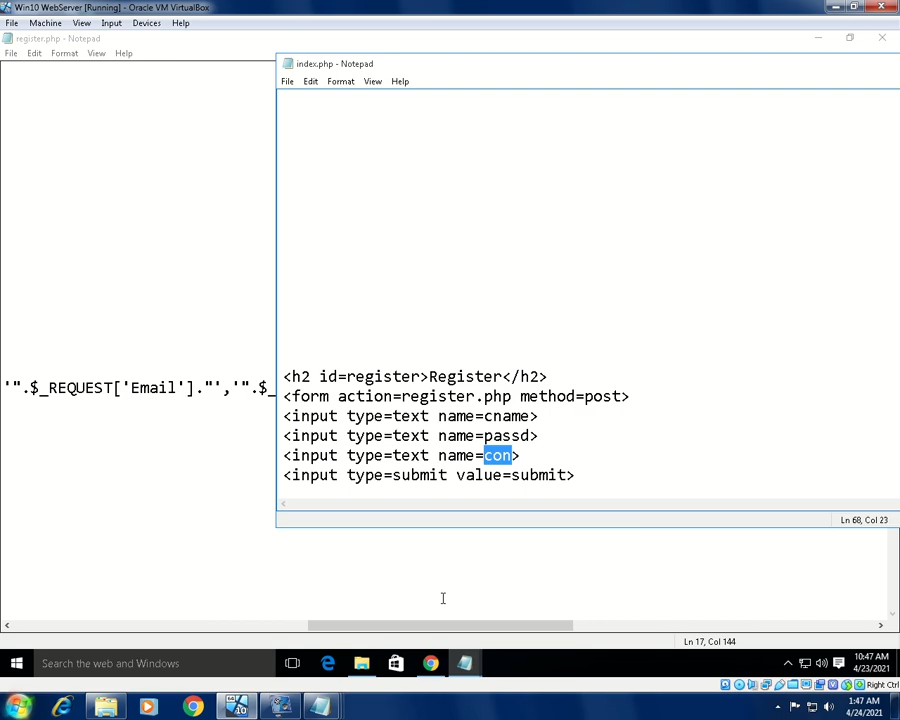 Win10 WebServer [Running] - Oracle VM VirtualBox
File Machine View Input Devices Help
register.php - Notepad
File Edit Format View Help
index.php - Notepad
File Edit Format View Help
<h2 id=register>Register</h2>
'".$_REQUEST['Email']."','".$_
<form action=register.php method=post>
<input type=text name=cname>
<input type=text name=passd>
<input type=text name=con>
<input type=submit value=submit>
Ln 68, Col 23
Ln 17, Col 144
Search the web and Windows
10:47 AM
4/23/2021
Right Ctrl
1:47 AM
4/24/2021